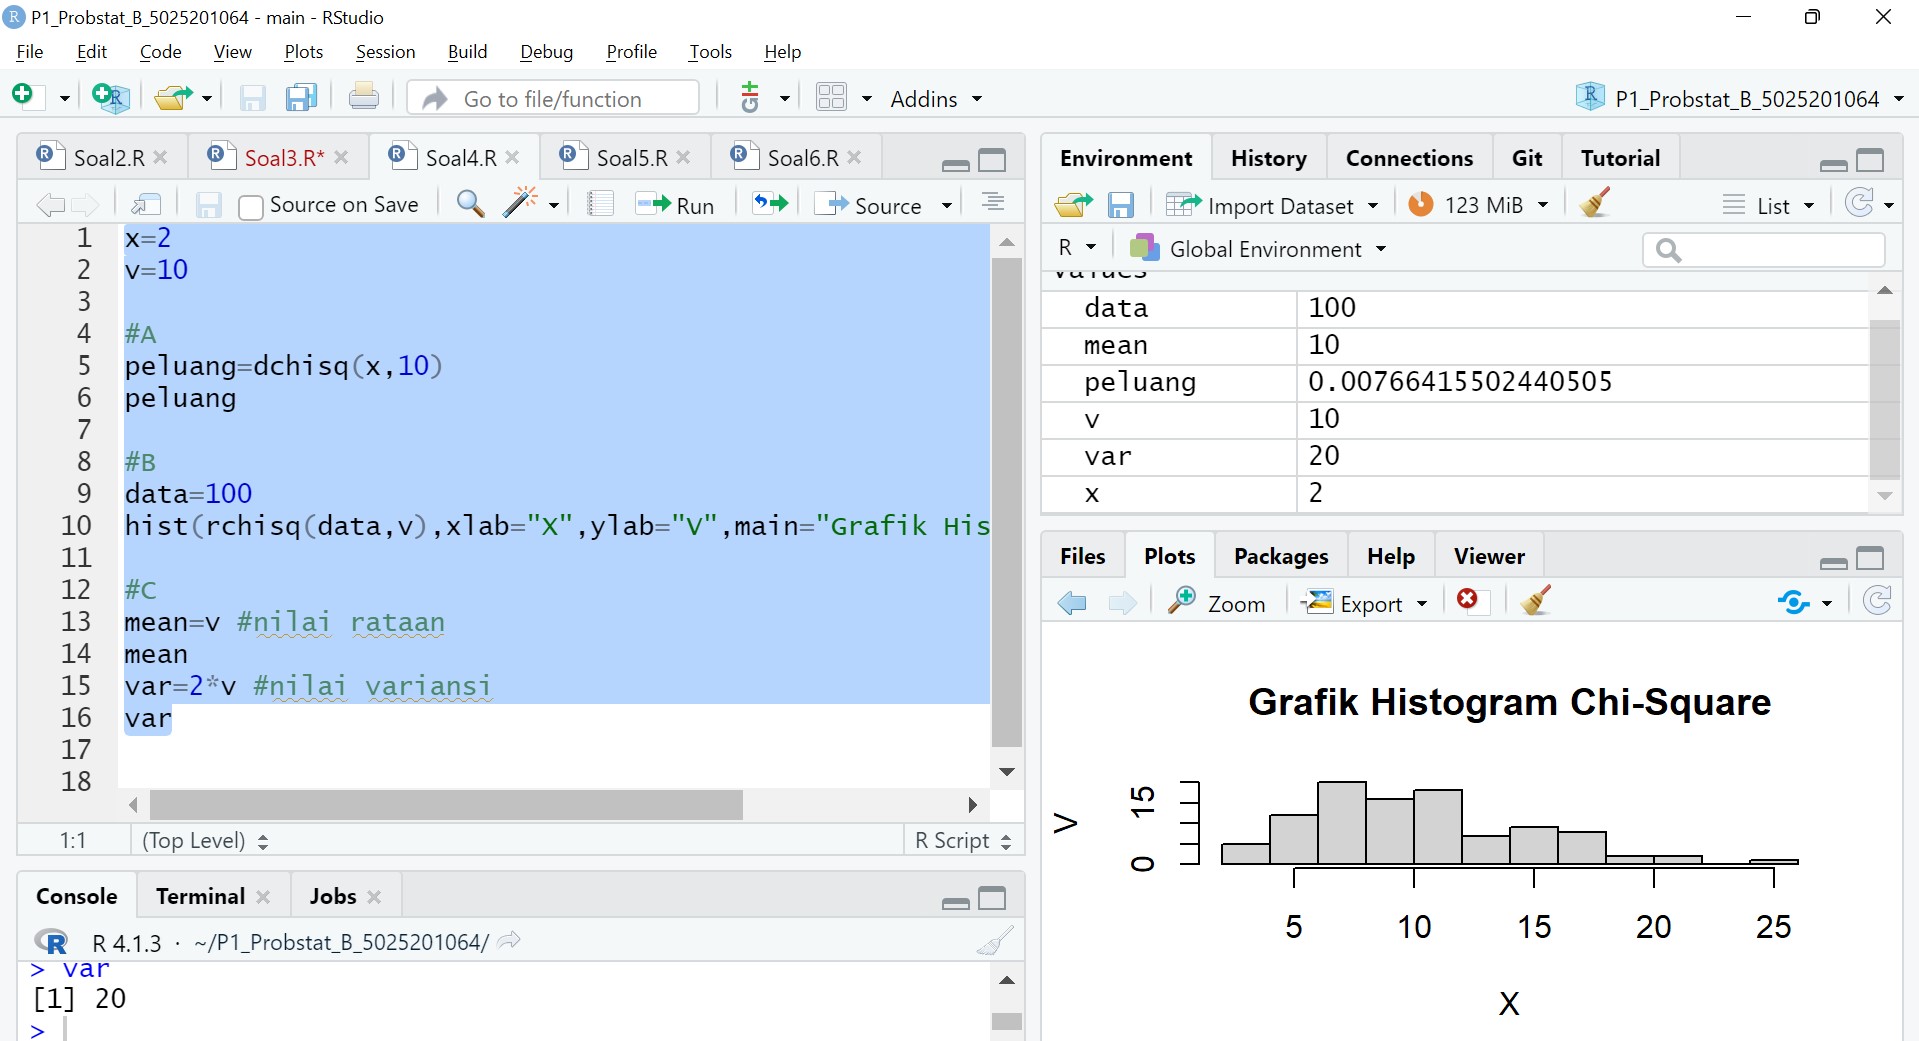 P1_Probstat_B_5025201064 - main - RStudio
File Edit Code View Plots Session Build Debug Profile Tools Help
Go to file/function Addins P1_Probstat_B_5025201064
Soal2.R Soal3.R* Soal4.R Soal5.R Soal6.R
Source on Save Run Source
1 x=2
2 v=10
3
4 #A
5 peluang=dchisq(x,10)
6 peluang
7
8 #B
9 data=100
10 hist(rchisq(data,v),xlab="X",ylab="V",main="Grafik His
11
12 #C
13 mean=v #nilai rataan
14 mean
15 var=2*v #nilai variansi
16 var
17
18
1:1 (Top Level) R Script
Console Terminal Jobs
R 4.1.3 · ~/P1_Probstat_B_5025201064/
> var
[1] 20
>
Environment History Connections Git Tutorial
Import Dataset 123 MiB List
R Global Environment
values
data 100
mean 10
peluang 0.00766415502440505
v 10
var 20
x 2
Files Plots Packages Help Viewer
Zoom Export
Grafik Histogram Chi-Square
V
15
0
5 10 15 20 25
X